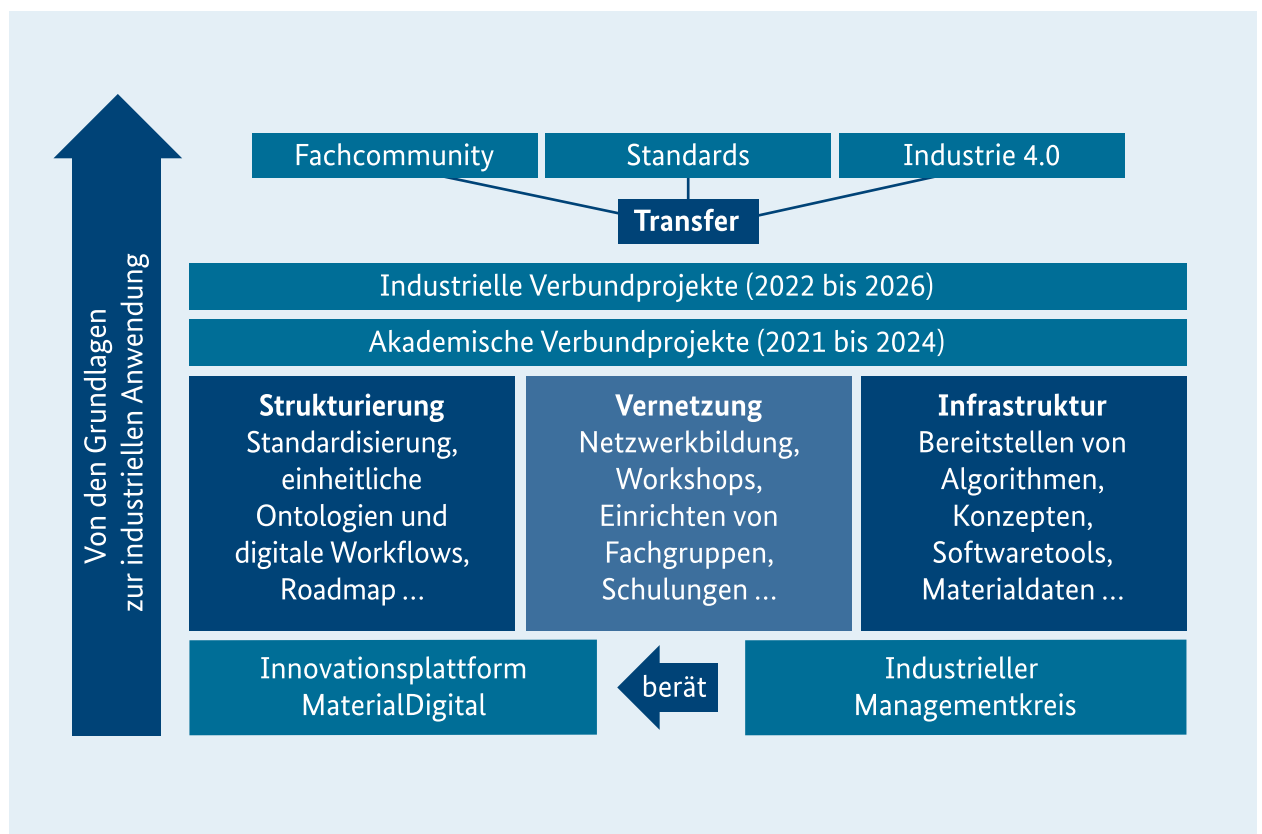 Von den Grundlagen
zur industriellen Anwendung
Fachcommunity
Standards
Industrie 4.0
Transfer
Industrielle Verbundprojekte (2022 bis 2026)
Akademische Verbundprojekte (2021 bis 2024)
Strukturierung
Standardisierung,
einheitliche
Ontologien und
digitale Workflows,
Roadmap …
Vernetzung
Netzwerkbildung,
Workshops,
Einrichten von
Fachgruppen,
Schulungen …
Infrastruktur
Bereitstellen von
Algorithmen,
Konzepten,
Softwaretools,
Materialdaten …
Innovationsplattform
MaterialDigital
berät
Industrieller
Managementkreis